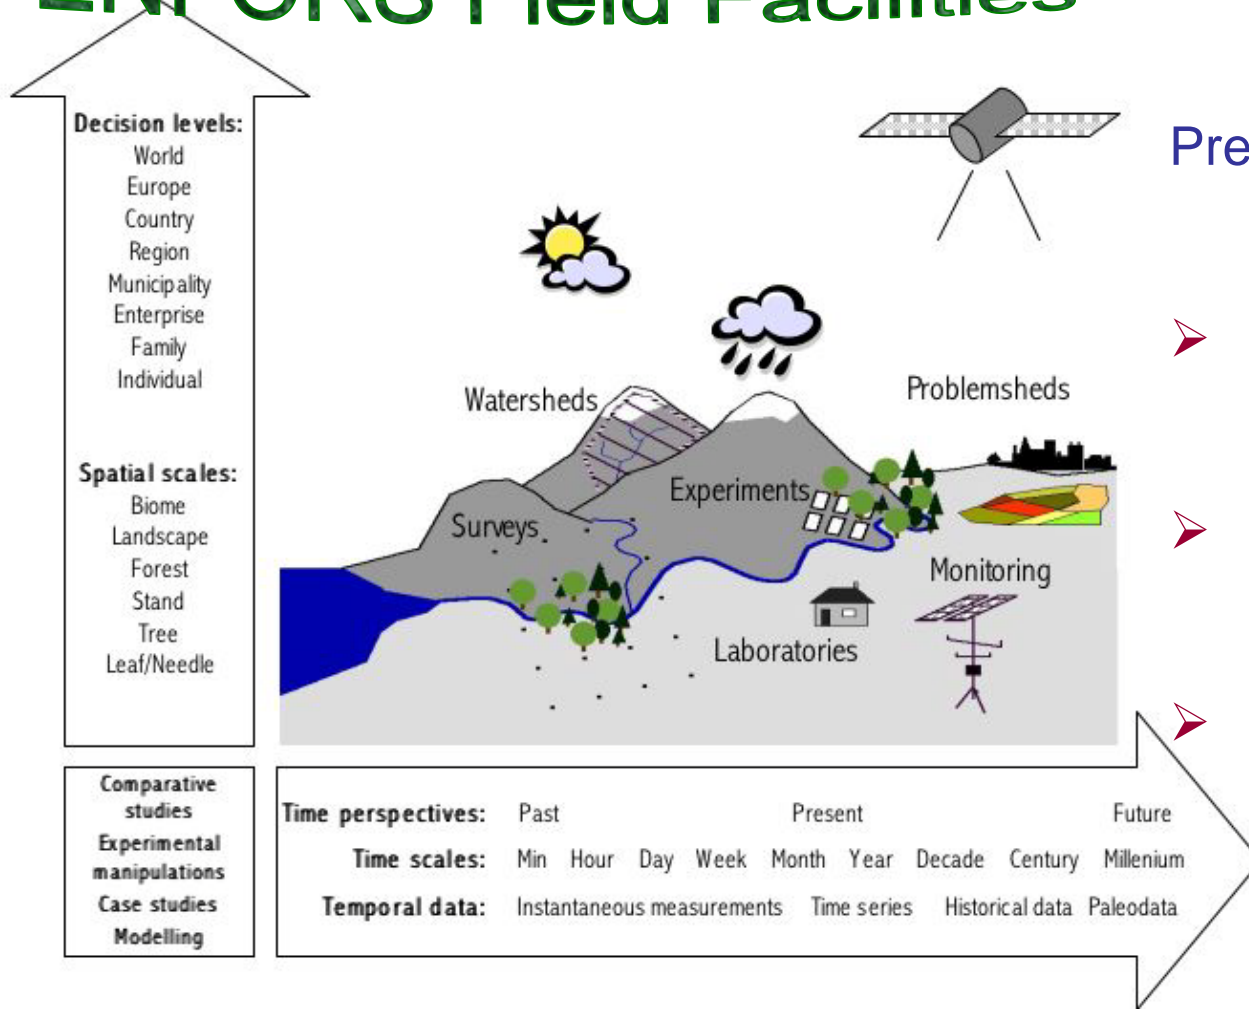 ENFORS Field Facilities
Pre
Decision levels:
World
Europe
Country
Region
Municipality
Enterprise
Family
Individual
Spatial scales:
Biome
Landscape
Forest
Stand
Tree
Leaf/Needle
Watersheds
Problemsheds
Experiments
Surveys
Monitoring
Laboratories
Comparative
studies
Experimental
manipulations
Case studies
Modelling
Time perspectives: Past Present Future
Time scales: Min Hour Day Week Month Year Decade Century Millenium
Temporal data: Instantaneous measurements Time series Historical data Paleodata